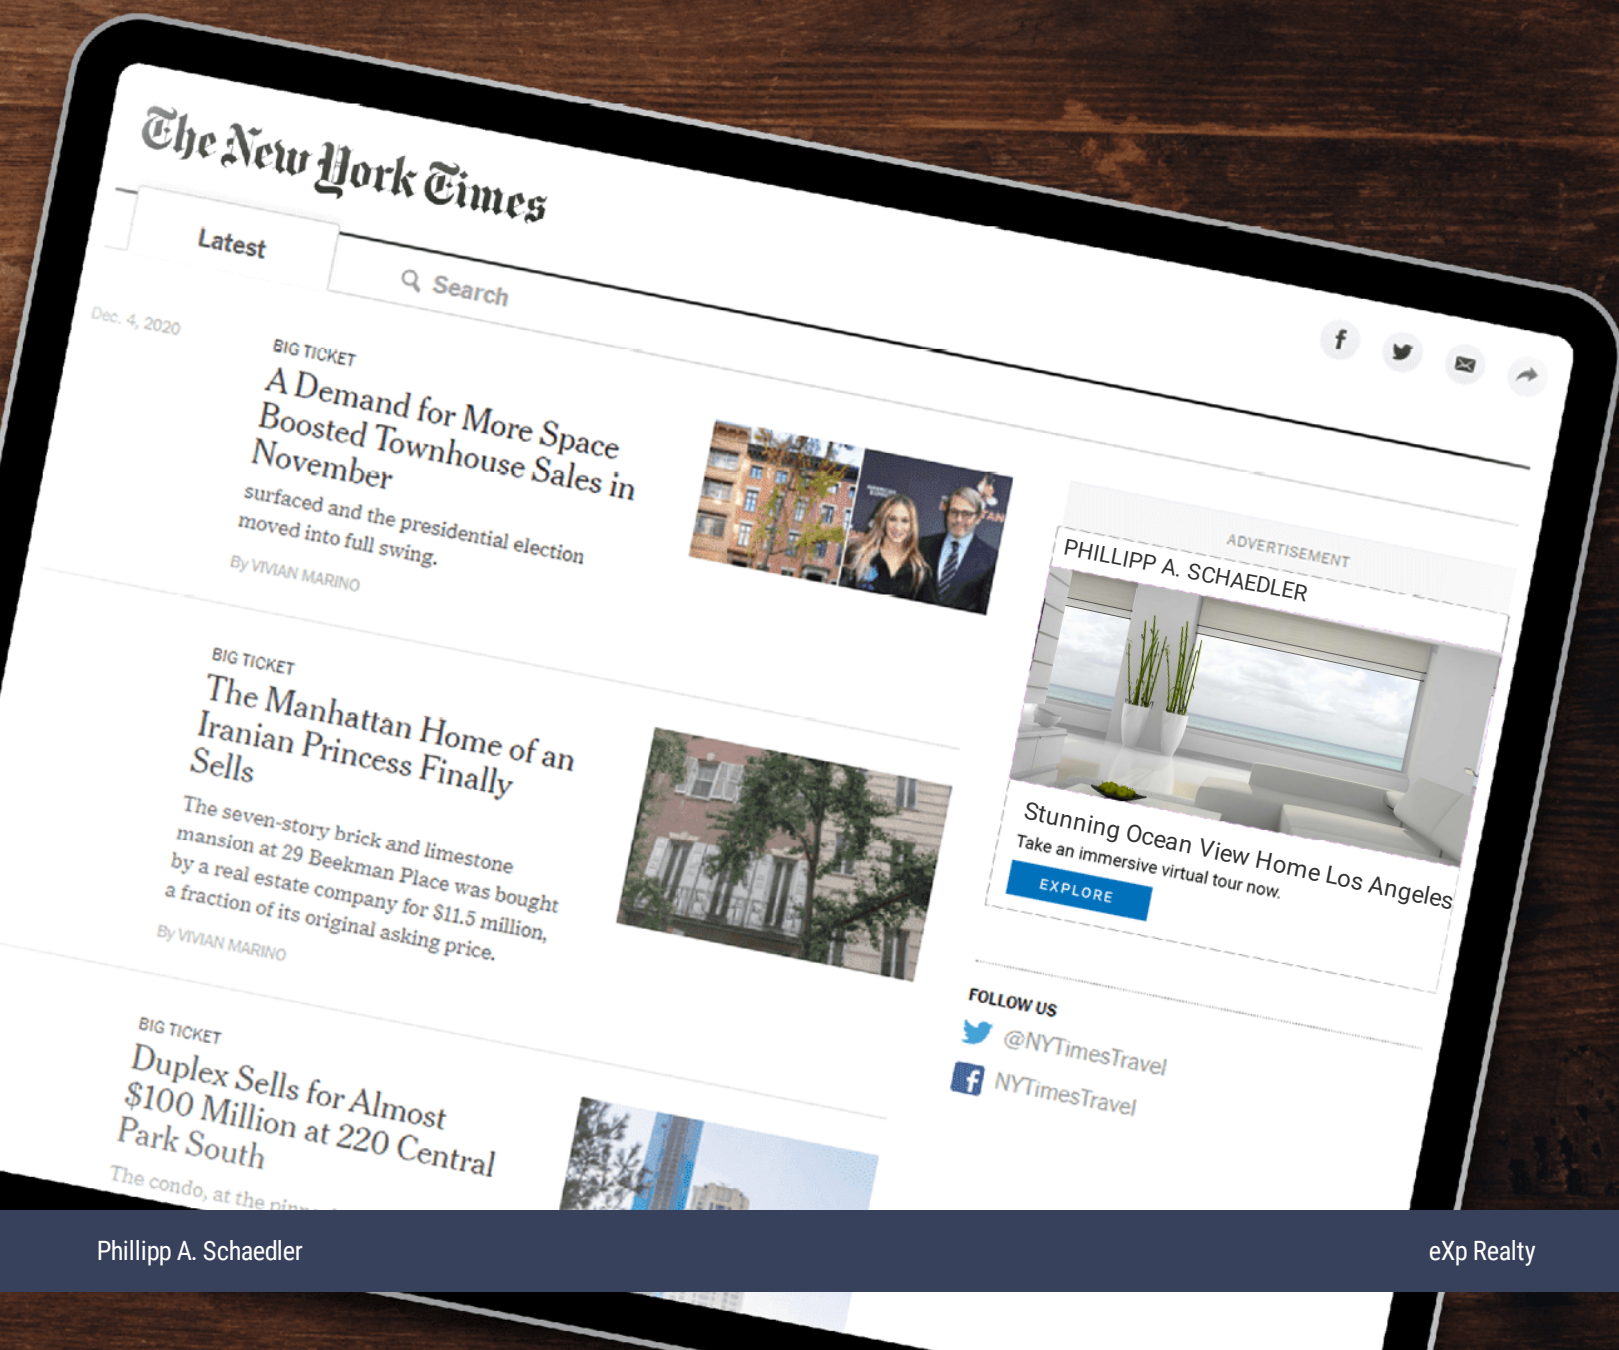 The New York Times
Latest
Search
Dec. 4, 2020
BIG TICKET
A Demand for More Space
Boosted Townhouse Sales in
November
surfaced and the presidential election
moved into full swing.
By VIVIAN MARINO
BIG TICKET
The Manhattan Home of an
Iranian Princess Finally
Sells
The seven-story brick and limestone
mansion at 29 Beekman Place was bought
by a real estate company for $11.5 million,
a fraction of its original asking price.
By VIVIAN MARINO
BIG TICKET
Duplex Sells for Almost
$100 Million at 220 Central
Park South
The condo, at the
ADVERTISEMENT
PHILLIPP A. SCHAEDLER
Stunning Ocean View Home Los Angeles
Take an immersive virtual tour now.
EXPLORE
FOLLOW US
@NYTimesTravel
NYTimesTravel
Phillipp A. Schaedler
eXp Realty